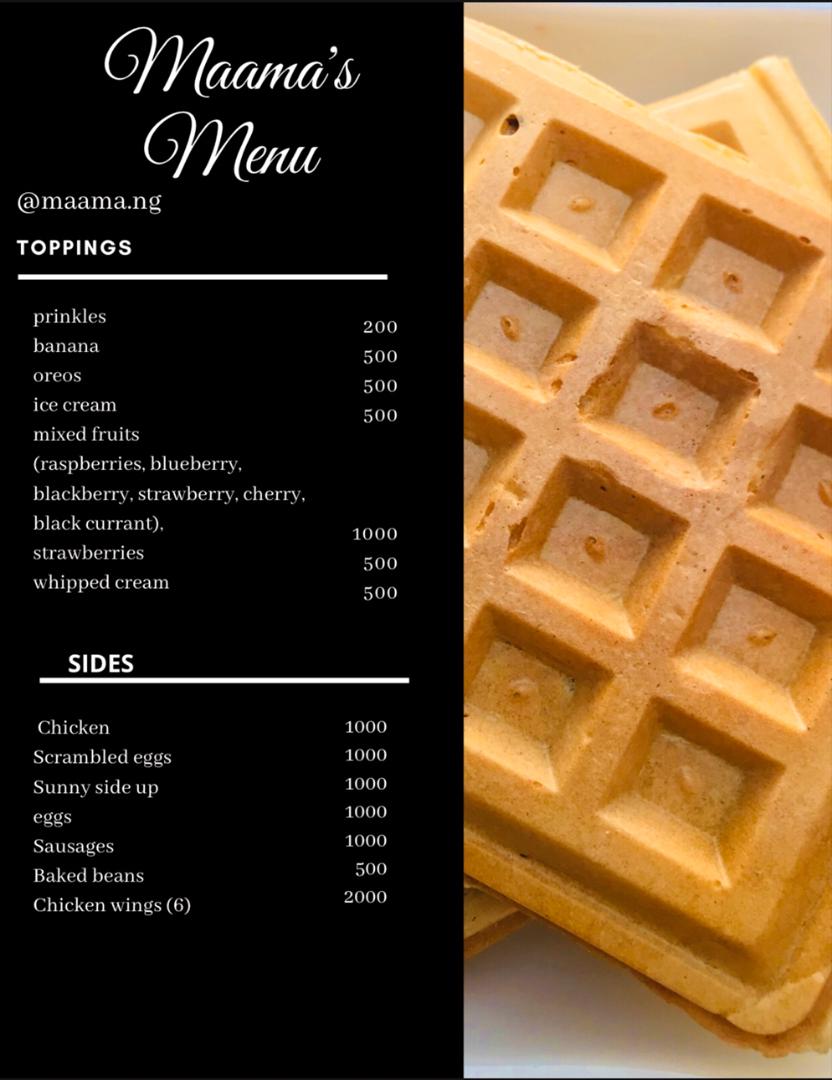 Maama's
Menu
@maama.ng
TOPPINGS
prinkles 200
banana 500
oreos 500
ice cream 500
mixed fruits
(raspberries, blueberry,
blackberry, strawberry, cherry,
black currant), 1000
strawberries 500
whipped cream 500
SIDES
Chicken 1000
Scrambled eggs 1000
Sunny side up 1000
eggs 1000
Sausages 1000
Baked beans 500
Chicken wings (6) 2000